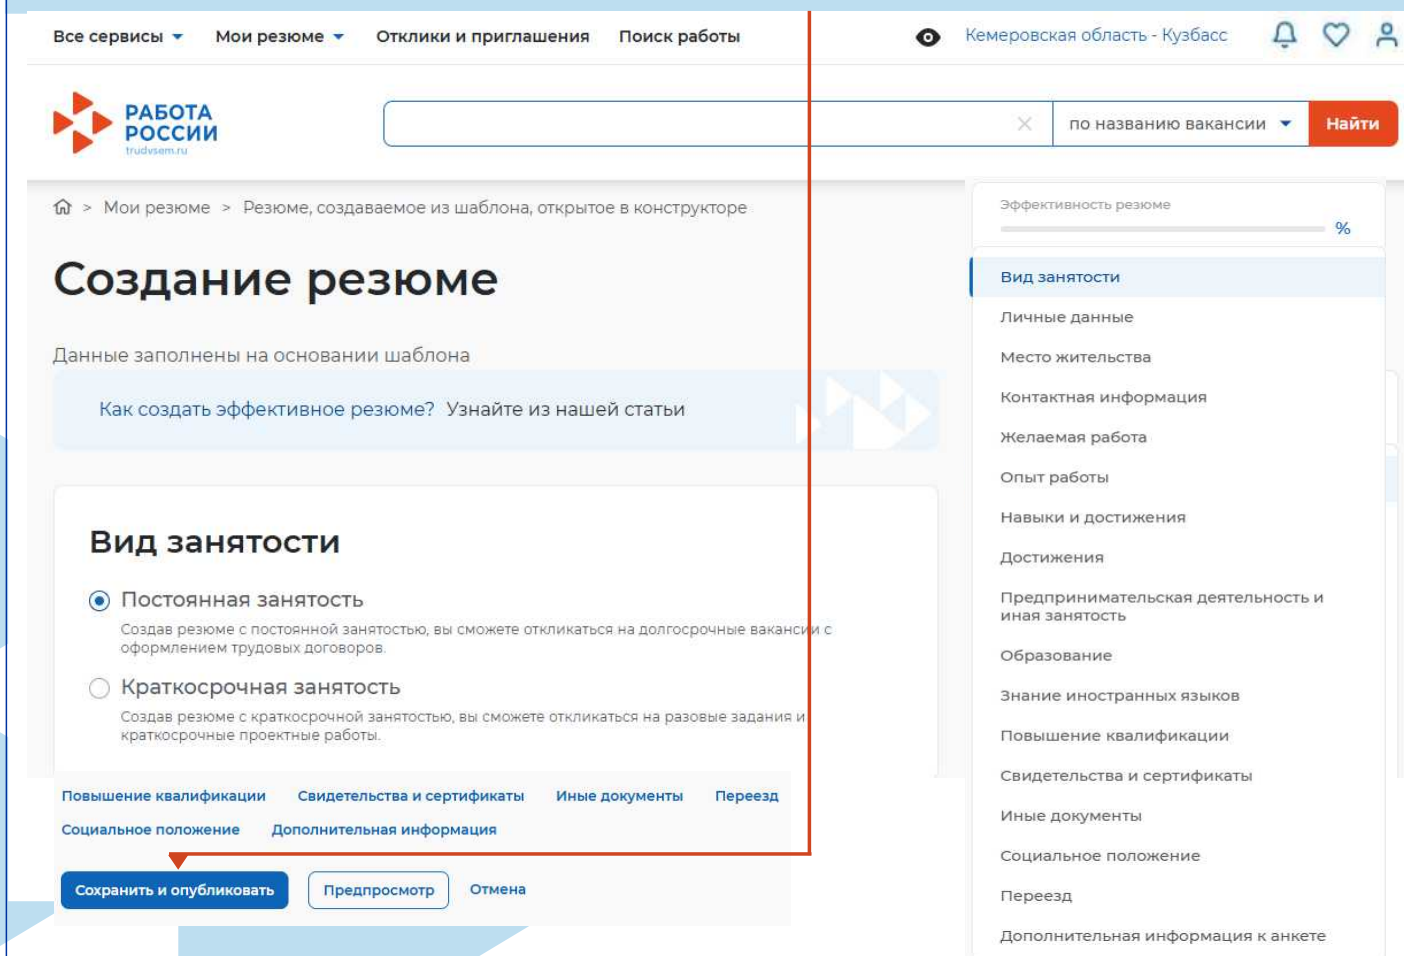 Все сервисы Мои резюме Отклики и приглашения Поиск работы Кемеровская область - Кузбасс
РАБОТА
РОССИИ
trudvsem.ru
по названию вакансии Найти
> Мои резюме > Резюме, создаваемое из шаблона, открытое в конструкторе
Создание резюме
Данные заполнены на основании шаблона
Как создать эффективное резюме? Узнайте из нашей статьи
Вид занятости
Постоянная занятость
Создав резюме с постоянной занятостью, вы сможете откликаться на долгосрочные вакансии с
оформлением трудовых договоров.
Краткосрочная занятость
Создав резюме с краткосрочной занятостью, вы сможете откликаться на разовые задания и
краткосрочные проектные работы.
Повышение квалификации Свидетельства и сертификаты Иные документы Переезд
Социальное положение Дополнительная информация
Сохранить и опубликовать Предпросмотр Отмена
Эффективность резюме
%
Вид занятости
Личные данные
Место жительства
Контактная информация
Желаемая работа
Опыт работы
Навыки и достижения
Достижения
Предпринимательская деятельность и
иная занятость
Образование
Знание иностранных языков
Повышение квалификации
Свидетельства и сертификаты
Иные документы
Социальное положение
Переезд
Дополнительная информация к анкете